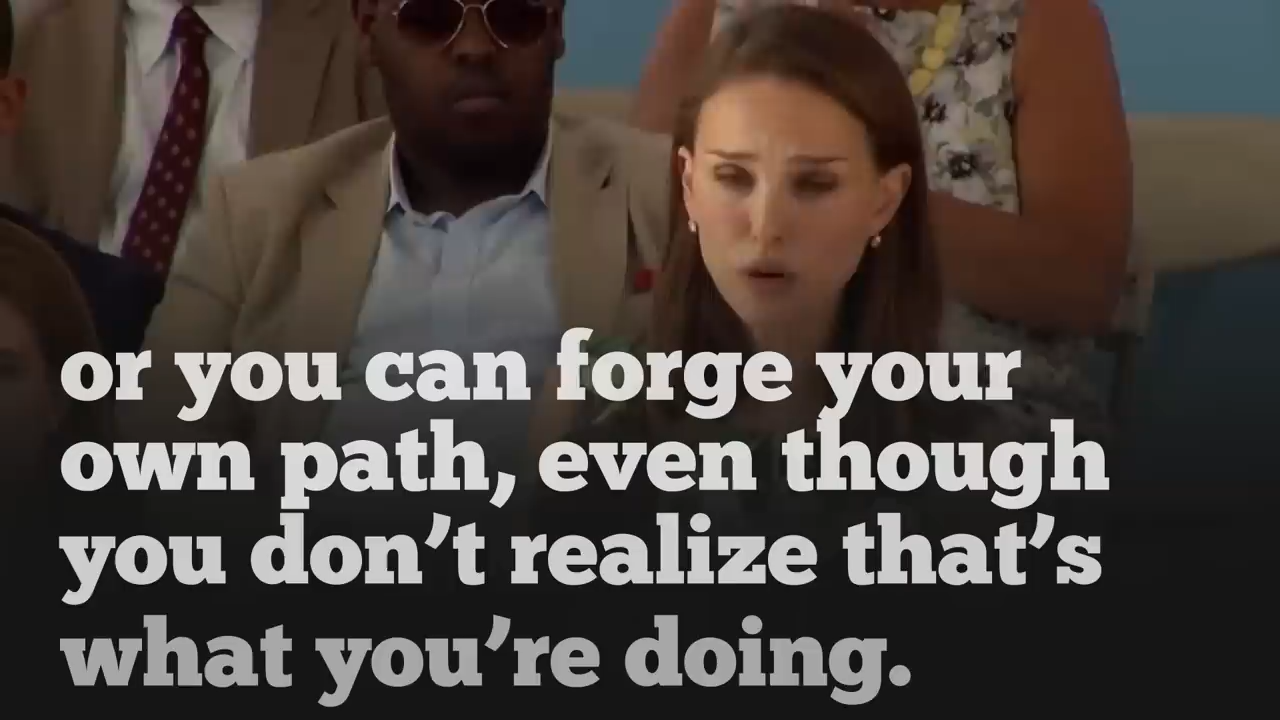 or you can forge your
own path, even though
you don’t realize that’s
what you’re doing.